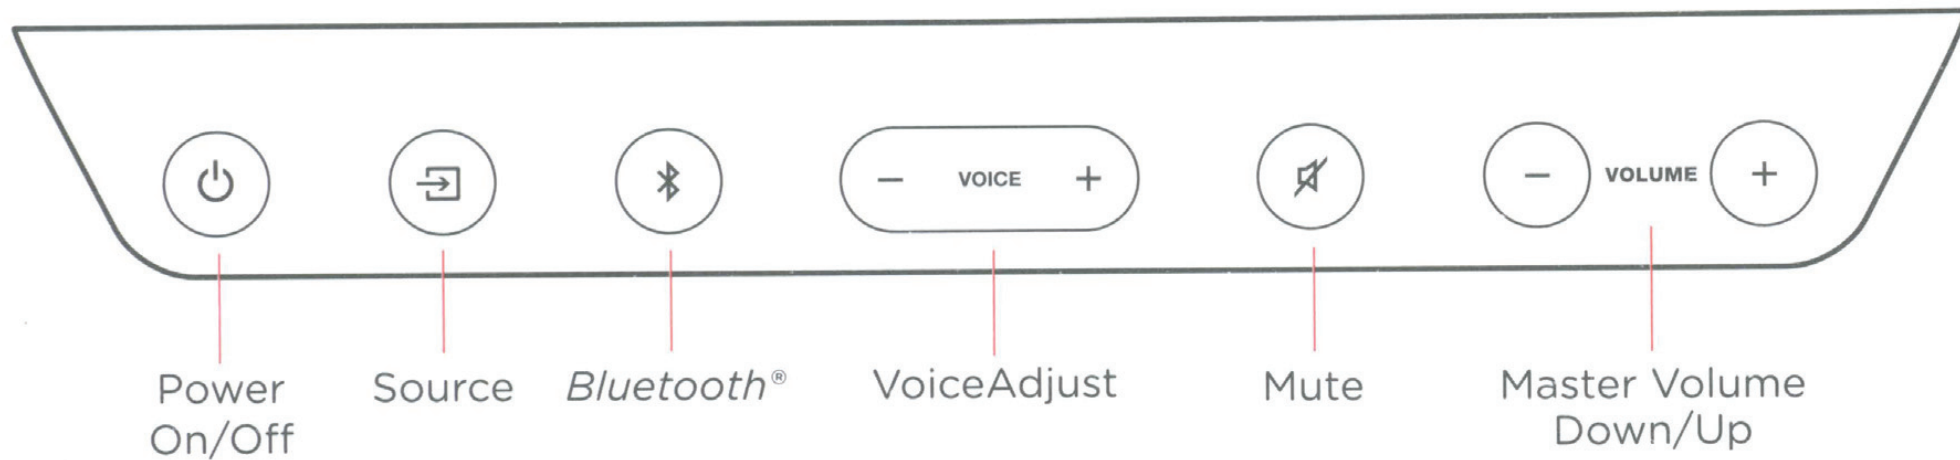 − VOICE +
− VOLUME +
Power
On/Off
Source
Bluetooth®
VoiceAdjust
Mute
Master Volume
Down/Up